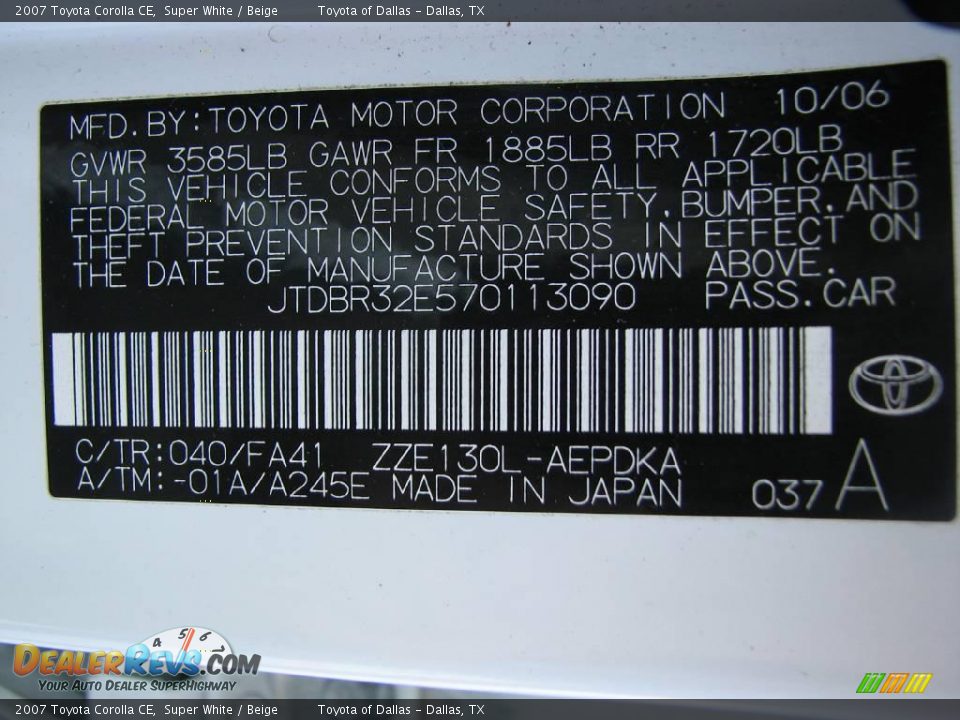 2007 Toyota Corolla CE, Super White / Beige Toyota of Dallas - Dallas, TX
MFD. BY: TOYOTA MOTOR CORPORATION 10/06
GVWR 3585LB GAWR FR 1885LB RR 1720LB
THIS VEHICLE CONFORMS TO ALL APPLICABLE
FEDERAL MOTOR VEHICLE SAFETY, BUMPER, AND
THEFT PREVENTION STANDARDS IN EFFECT ON
THE DATE OF MANUFACTURE SHOWN ABOVE.
JTDBR32E570113090 PASS. CAR
C/TR: 040/FA41 ZZE130L-AEPDKA
A/TM: -01A/A245E MADE IN JAPAN 037 A
4 5 6 7
DEALERREVS.COM
YOUR AUTO DEALER SUPERHIGHWAY
2007 Toyota Corolla CE, Super White / Beige Toyota of Dallas - Dallas, TX